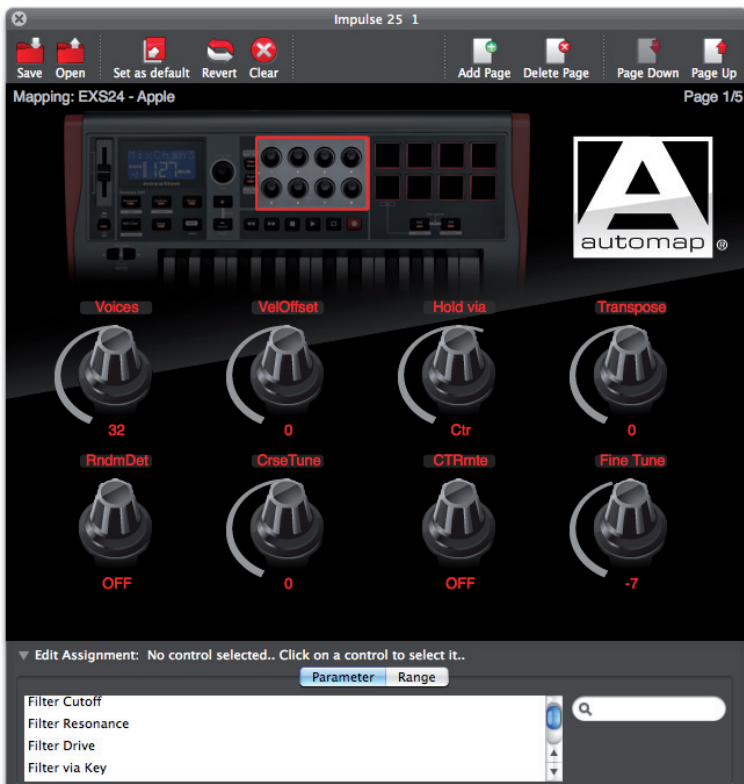 Impulse 25 1
Save Open Set as default Revert Clear Add Page Delete Page Page Down Page Up
Mapping: EXS24 - Apple Page 1/5
MixChan3
127
novation
automap ®
Voices VelOffset Hold via Transpose
32 0 Ctr 0
RndmDet CrseTune CTRmte Fine Tune
OFF 0 OFF -7
Edit Assignment: No control selected.. Click on a control to select it..
Parameter Range
Filter Cutoff
Filter Resonance
Filter Drive
Filter via Key